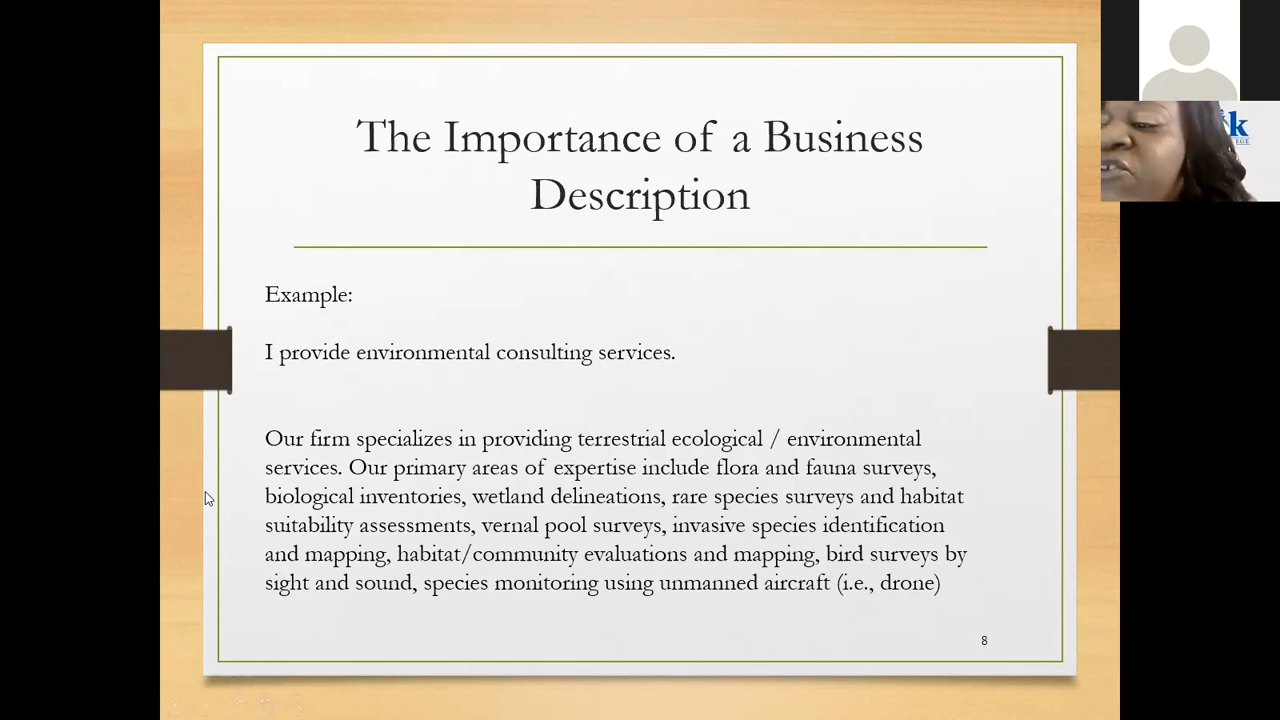 The Importance of a Business
Description
Example:
I provide environmental consulting services.
Our firm specializes in providing terrestrial ecological / environmental
services. Our primary areas of expertise include flora and fauna surveys,
biological inventories, wetland delineations, rare species surveys and habitat
suitability assessments, vernal pool surveys, invasive species identification
and mapping, habitat/community evaluations and mapping, bird surveys by
sight and sound, species monitoring using unmanned aircraft (i.e., drone)
8
k